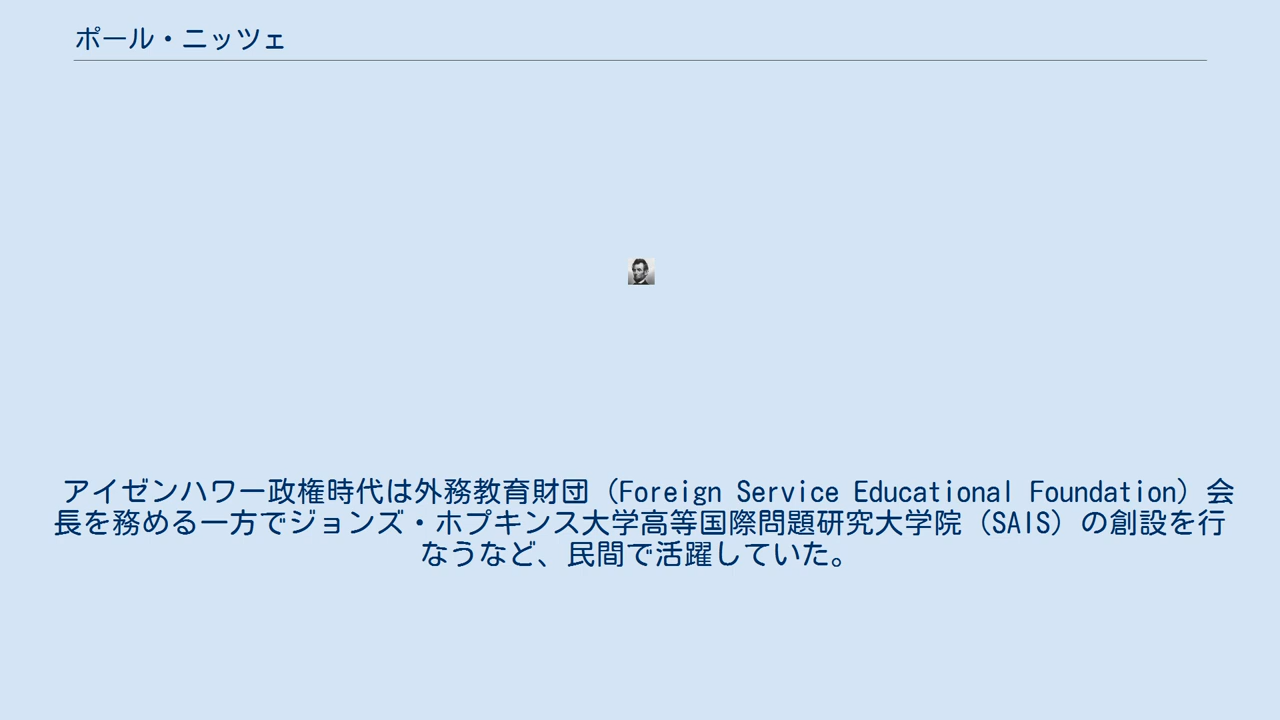 ポール・ニッツェ
アイゼンハワー政権時代は外務教育財団（Foreign Service Educational Foundation）会
長を務める一方でジョンズ・ホプキンス大学高等国際問題研究大学院（SAIS）の創設を行
なうなど、民間で活躍していた。